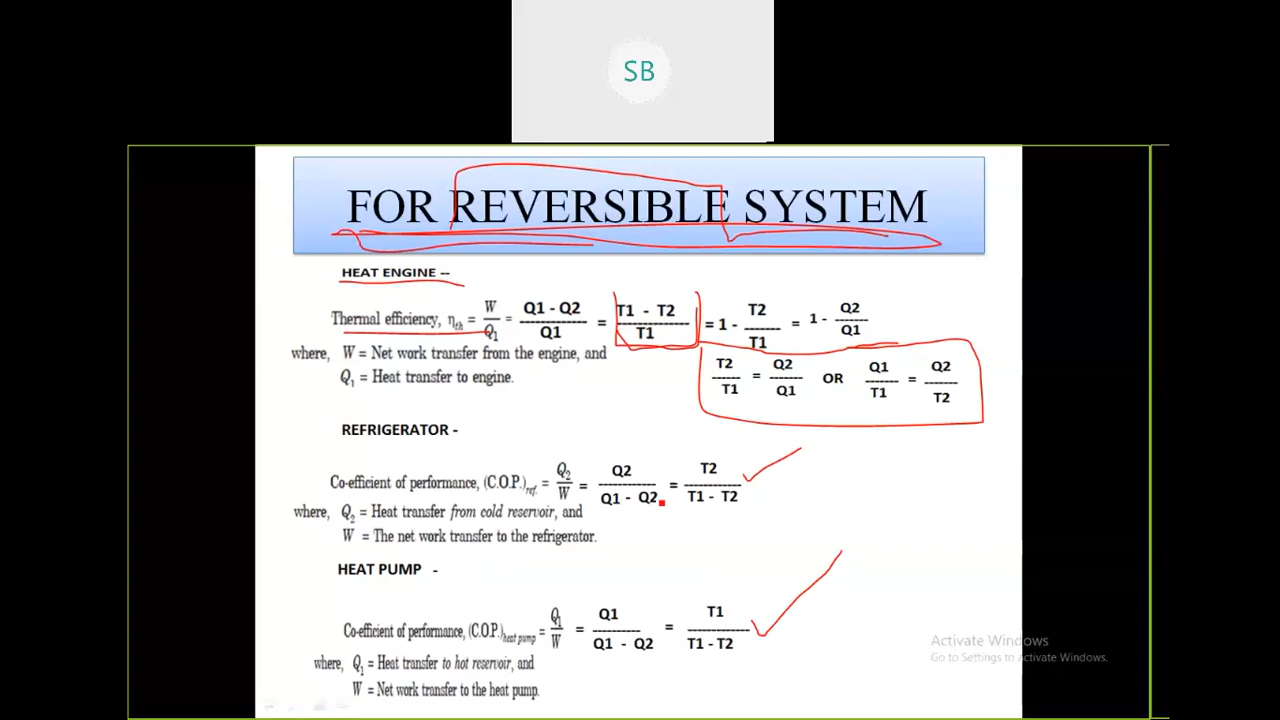 SB
FOR REVERSIBLE SYSTEM
HEAT ENGINE --
Thermal efficiency, η_th = W/Q₁ = Q1 - Q2 / Q1 = T1 - T2 / T1 = 1 - T2/T1 = 1 - Q2/Q1
where, W = Net work transfer from the engine, and
Q₁ = Heat transfer to engine.
T2/T1 = Q2/Q1 OR Q1/T1 = Q2/T2
REFRIGERATOR -
Co-efficient of performance, (C.O.P.)ref. = Q₂/W = Q2 / Q1 - Q2 = T2 / T1 - T2
where, Q₂ = Heat transfer from cold reservoir, and
W = The net work transfer to the refrigerator.
HEAT PUMP -
Co-efficient of performance, (C.O.P.)heat pump = Q₁/W = Q1 / Q1 - Q2 = T1 / T1 - T2
where, Q₁ = Heat transfer to hot reservoir, and
W = Net work transfer to the heat pump.
Activate Windows
Go to Settings to activate Windows.